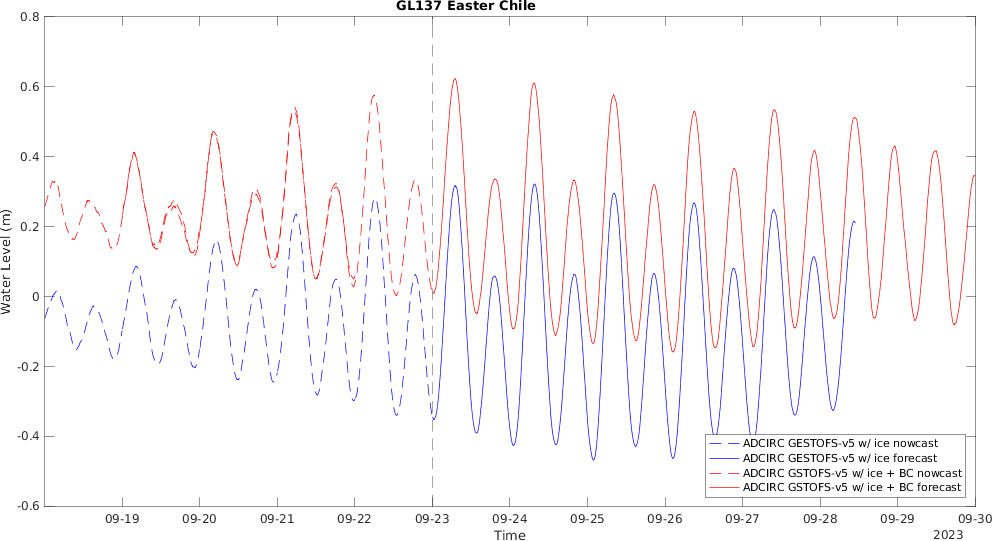 GL137 Easter Chile
0.8
0.6
0.4
0.2
0
-0.2
-0.4
-0.6
Water Level (m)
ADCIRC GESTOFS-v5 w/ ice nowcast
ADCIRC GESTOFS-v5 w/ ice forecast
ADCIRC GSTOFS-v5 w/ ice + BC nowcast
ADCIRC GSTOFS-v5 w/ ice + BC forecast
09-19 09-20 09-21 09-22 09-23 09-24 09-25 09-26 09-27 09-28 09-29 09-30
Time
2023